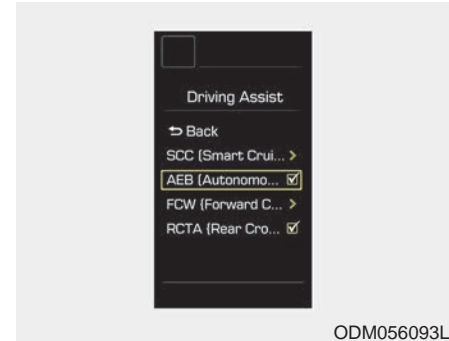 Driving Assist
⮌ Back
SCC (Smart Crui... >
AEB (Autonomo... ☑
FCW (Forward C... >
RCTA (Rear Cro... ☑
ODM056093L